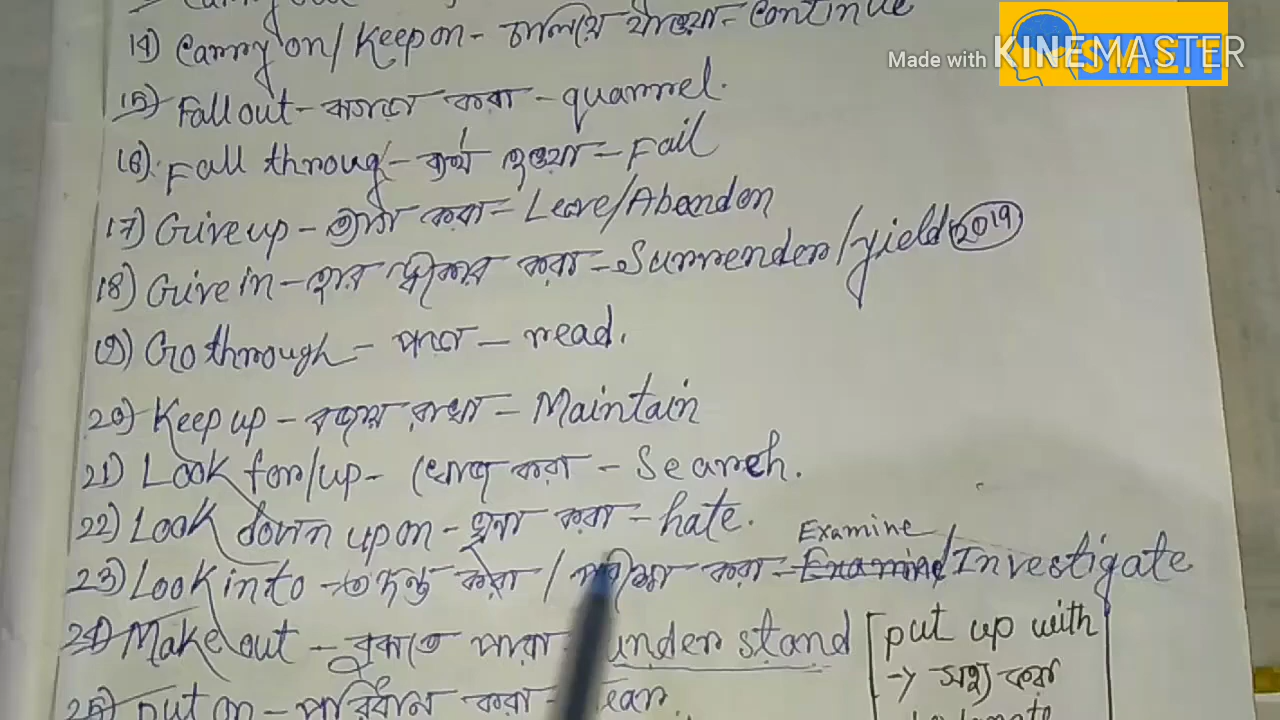 14) Carry on/Keep on - চালিয়ে যাওয়া - Continue
Made with KINEMASTER
15) Fall out - ঝগড়া করা - quarrel.
16). Fall throug - ব্যর্থ হওয়া - Fail
17) Give up - ত্যাগ করা - Leave/Abandon
18) Give in - হার স্বীকার করা - Surrender/yield 2019
19) Go through - পড়া - read.
20) Keep up - বজায় রাখা - Maintain
21) Look for/up - খোঁজ করা - Search.
22) Look down upon - ঘৃনা করা - hate.
Examine
23) Look into - তদন্ত করা / পরীক্ষা করা - Examine/Investigate
24) Make out - বুঝতে পারা understand
put up with
→ সহ্য করা
25) Put on - পরিধান করা